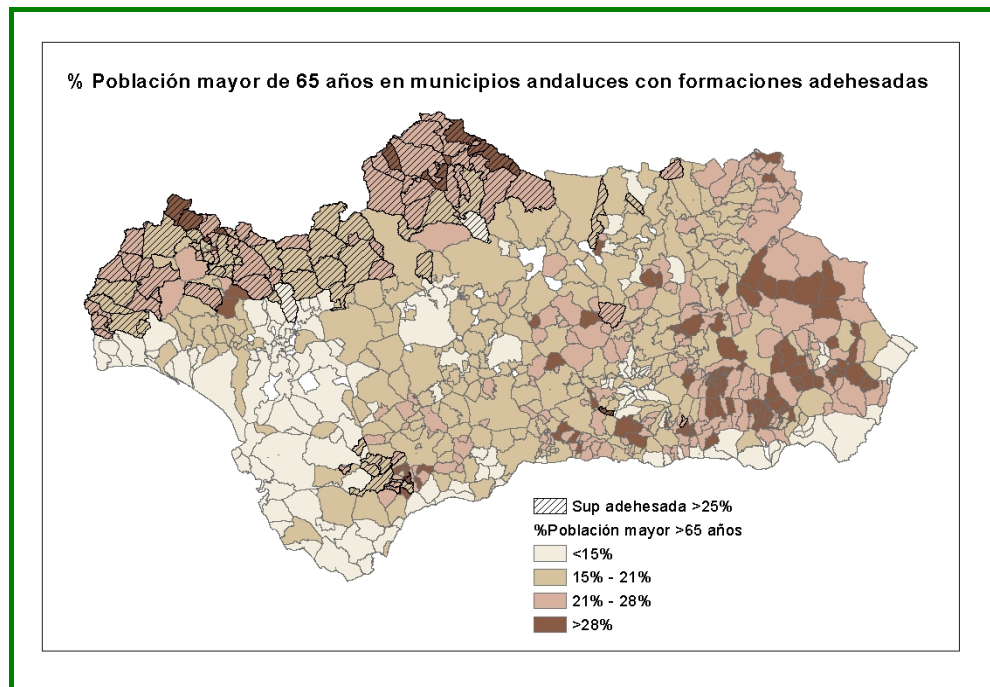 % Población mayor de 65 años en municipios andaluces con formaciones adehesadas
Sup adehesada >25%
%Población mayor >65 años
<15%
15% - 21%
21% - 28%
>28%